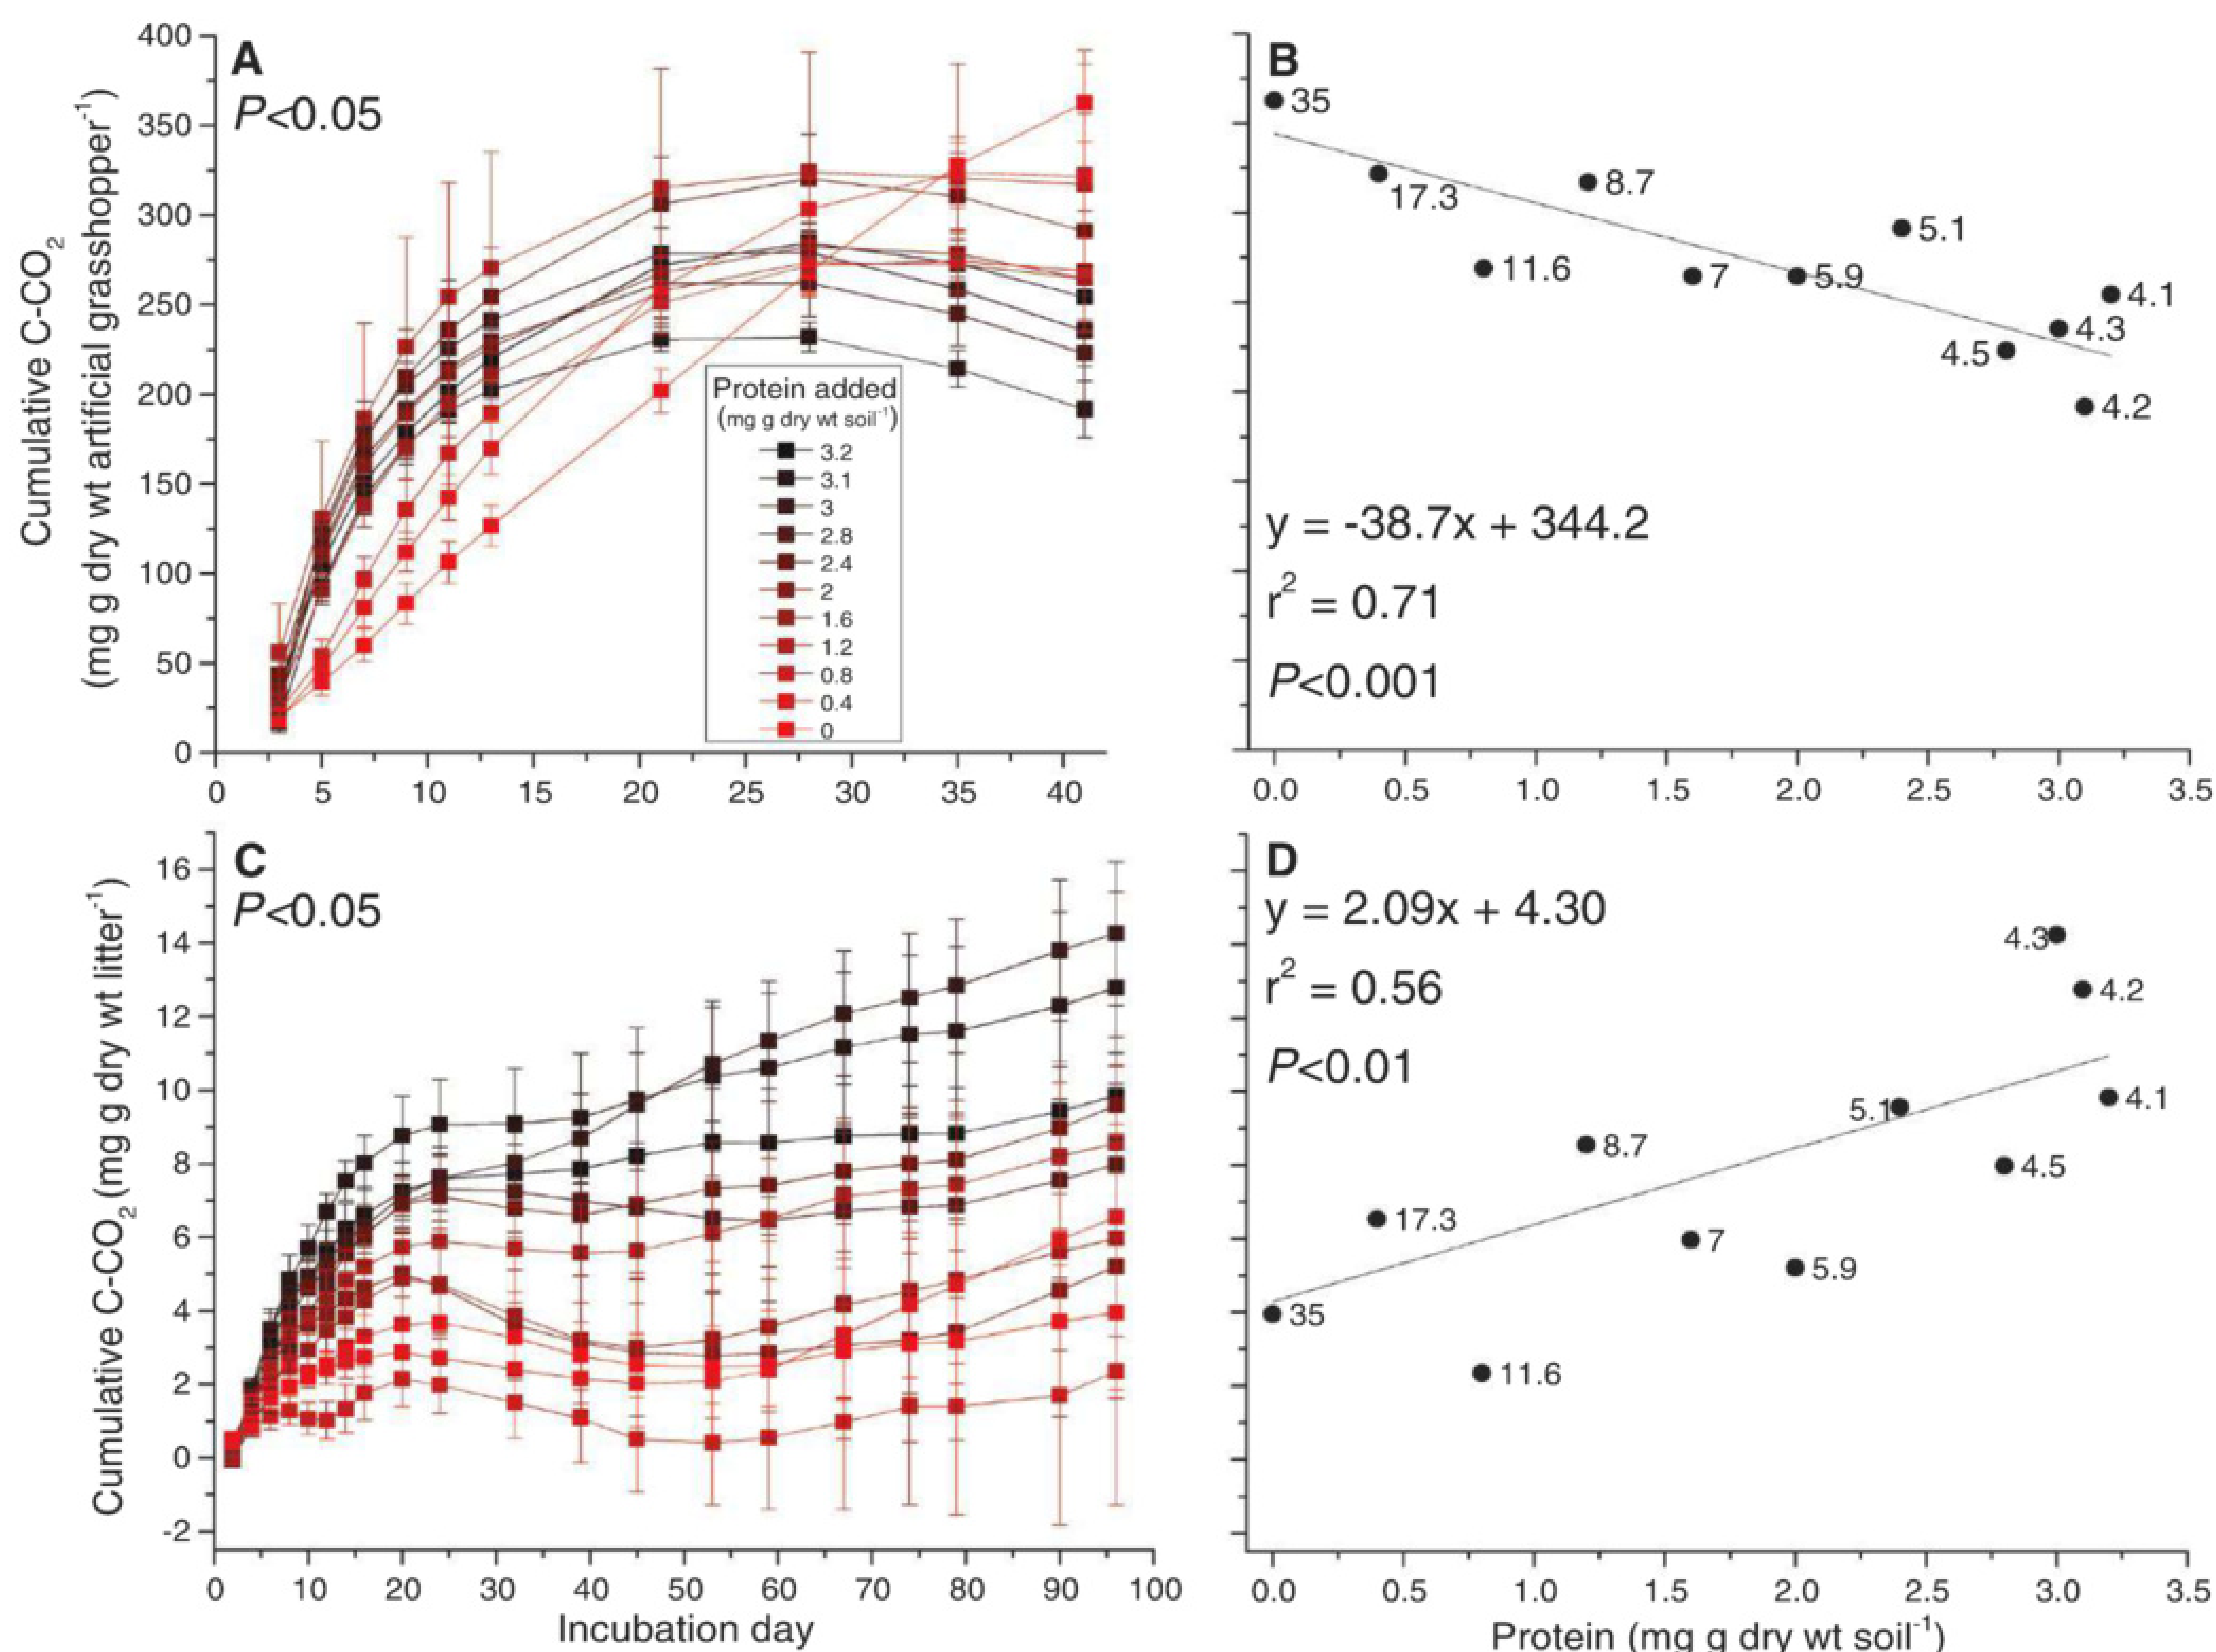 A
P<0.05
Cumulative C-CO2
(mg g dry wt artificial grasshopper-1)
400
350
300
250
200
150
100
50
0
0 5 10 15 20 25 30 35 40
Protein added
(mg g dry wt soil-1)
3.2
3.1
3
2.8
2.4
2
1.6
1.2
0.8
0.4
0
B
35
17.3
8.7
11.6
7
5.9
5.1
4.1
4.3
4.5
4.2
y = -38.7x + 344.2
r2 = 0.71
P<0.001
0.0 0.5 1.0 1.5 2.0 2.5 3.0 3.5
C
P<0.05
Cumulative C-CO2 (mg g dry wt litter-1)
16
14
12
10
8
6
4
2
0
-2
0 10 20 30 40 50 60 70 80 90 100
Incubation day
D
y = 2.09x + 4.30
r2 = 0.56
P<0.01
4.3
4.2
5.1
4.1
8.7
4.5
17.3
7
5.9
35
11.6
0.0 0.5 1.0 1.5 2.0 2.5 3.0 3.5
Protein (mg g dry wt soil-1)